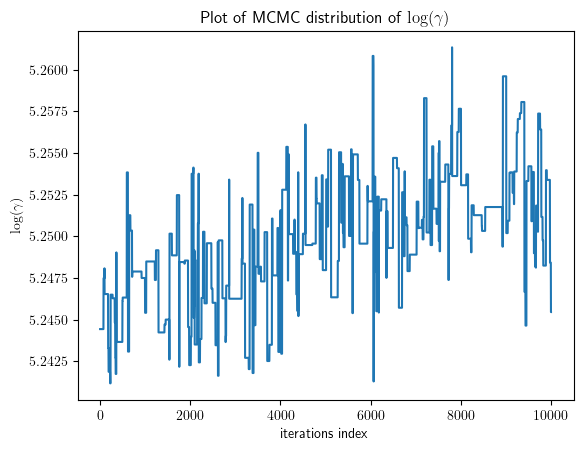 Plot of MCMC distribution of log(γ)
5.2600
5.2575
5.2550
5.2525
5.2500
5.2475
5.2450
5.2425
log(γ)
0 2000 4000 6000 8000 10000
iterations index